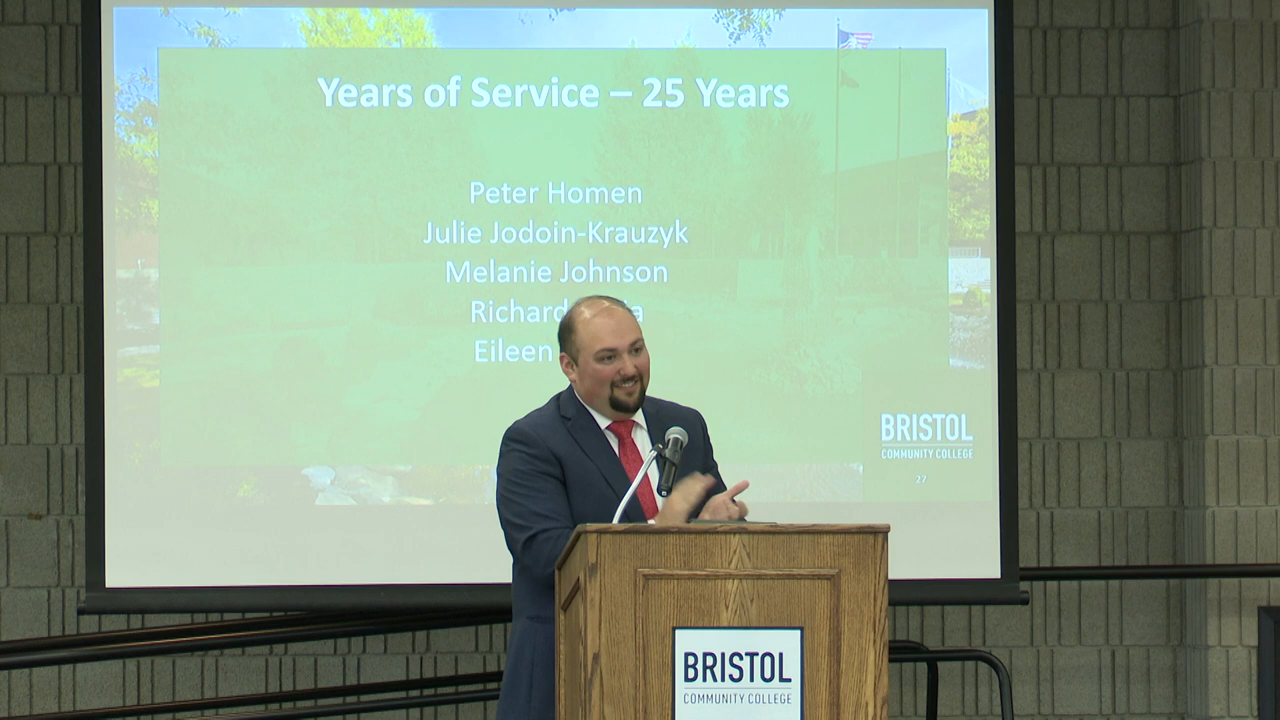 Years of Service – 25 Years
Peter Homen
Julie Jodoin-Krauzyk
Melanie Johnson
Richard
Eileen
BRISTOL
COMMUNITY COLLEGE
27
BRISTOL
COMMUNITY COLLEGE